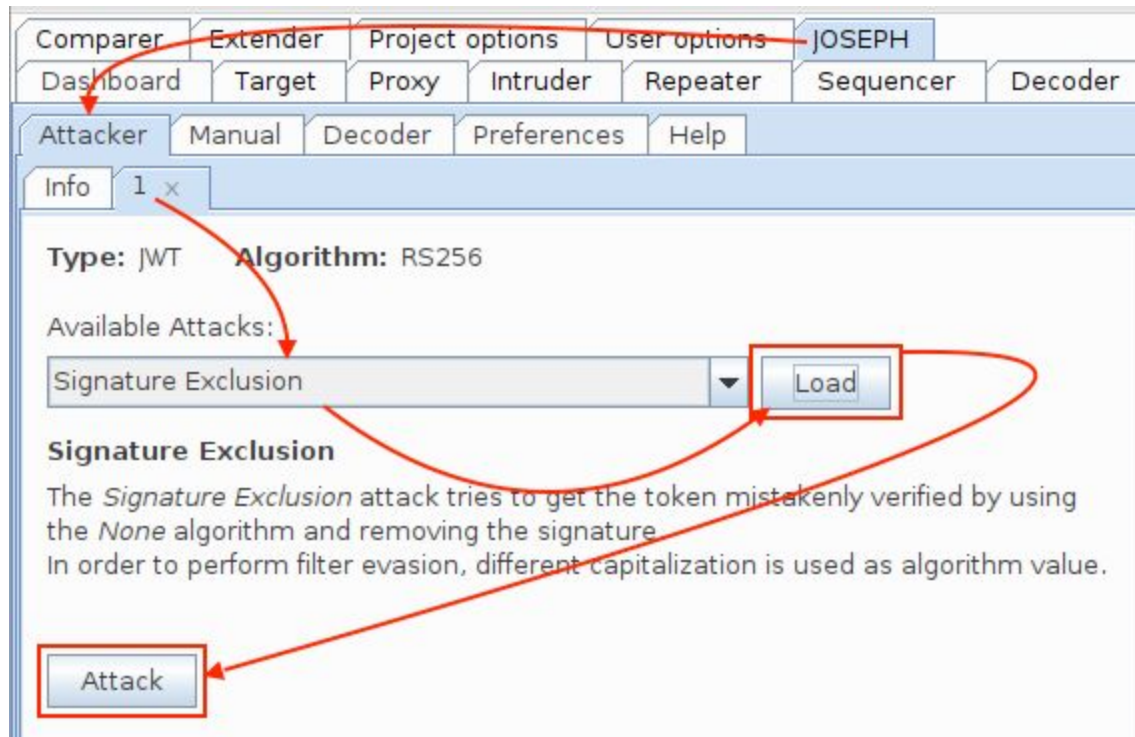 Comparer Extender Project options User options JOSEPH
Dashboard Target Proxy Intruder Repeater Sequencer Decoder
Attacker Manual Decoder Preferences Help
Info 1 x
Type: JWT Algorithm: RS256
Available Attacks:
Signature Exclusion Load
Signature Exclusion
The Signature Exclusion attack tries to get the token mistakenly verified by using
the None algorithm and removing the signature.
In order to perform filter evasion, different capitalization is used as algorithm value.
Attack